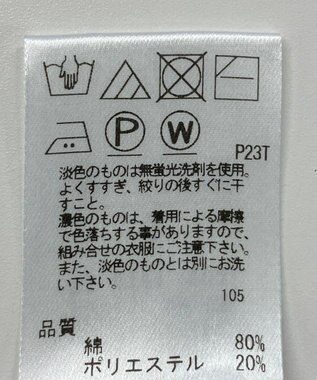 P W
P23T
淡色のものは無蛍光洗剤を使用。
よくすすぎ、絞りの後すぐに干
すこと。
濃色のものは、着用による摩擦
で色落ちする事がありますので、
組み合せの衣服にご注意下さい。
また、淡色のものとは別にお洗
い下さい。
105
品質
綿 80%
ポリエステル 20%